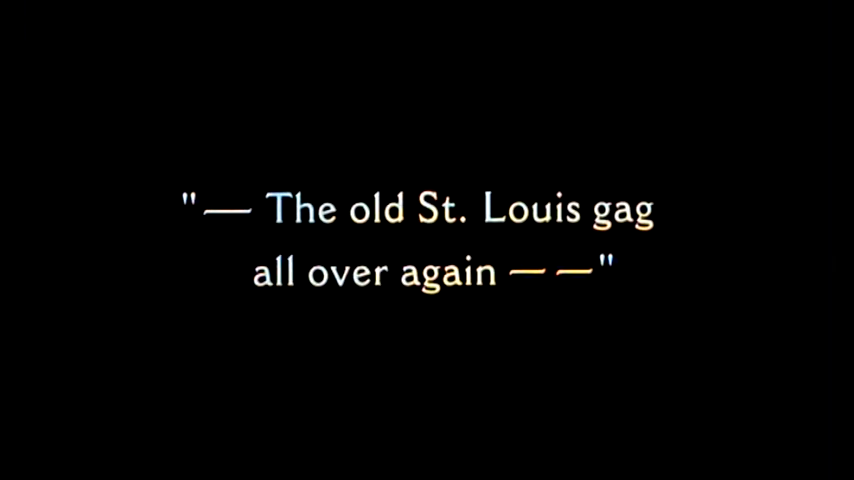 "— The old St. Louis gag
all over again — —"